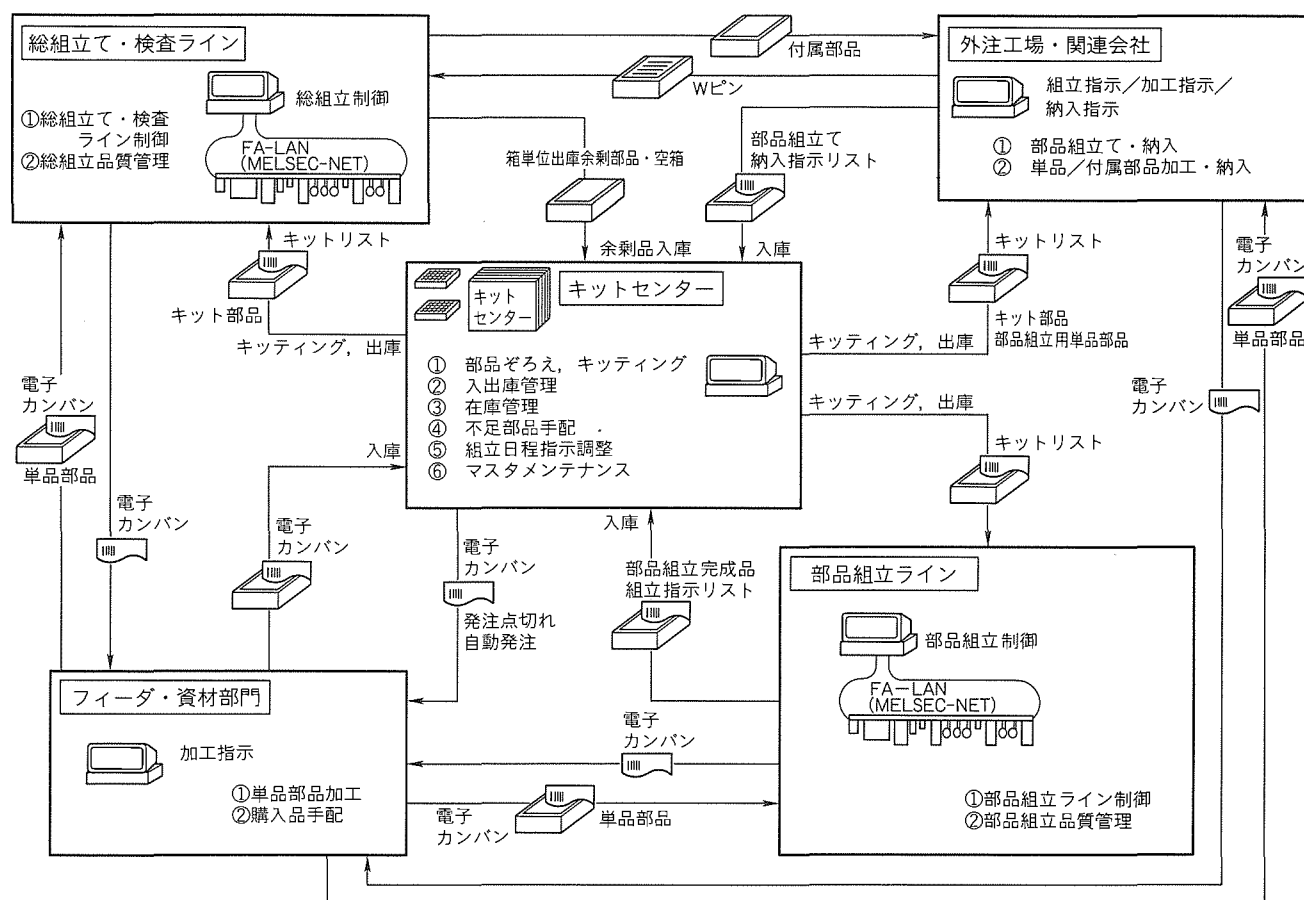 総組立て・検査ライン
総組立制御
①総組立て・検査
ライン制御
②総組立品質管理
FA-LAN
(MELSEC-NET)
付属部品
Wピン
外注工場・関連会社
組立指示／加工指示／
納入指示
① 部品組立て・納入
② 単品／付属部品加工・納入
箱単位出庫余剰部品・空箱
余剰品入庫
部品組立て
納入指示リスト
入庫
キットリスト
キット部品
キッティング，出庫
キットリスト
キット部品
部品組立用単品部品
キッティング，出庫
電子
カンバン
単品部品
電子
カンバン
キット
センター
キットセンター
① 部品ぞろえ，キッティング
② 入出庫管理
③ 在庫管理
④ 不足部品手配
⑤ 組立日程指示調整
⑥ マスタメンテナンス
キッティング，出庫
キットリスト
電子
カンバン
単品部品
電子
カンバン
入庫
電子
カンバン
電子
カンバン
発注点切れ
自動発注
入庫
部品組立完成品
組立指示リスト
部品組立ライン
部品組立制御
FA-LAN
(MELSEC-NET)
①部品組立ライン制御
②部品組立品質管理
フィーダ・資材部門
加工指示
①単品部品加工
②購入品手配
電子
カンバン
電子
カンバン
単品部品